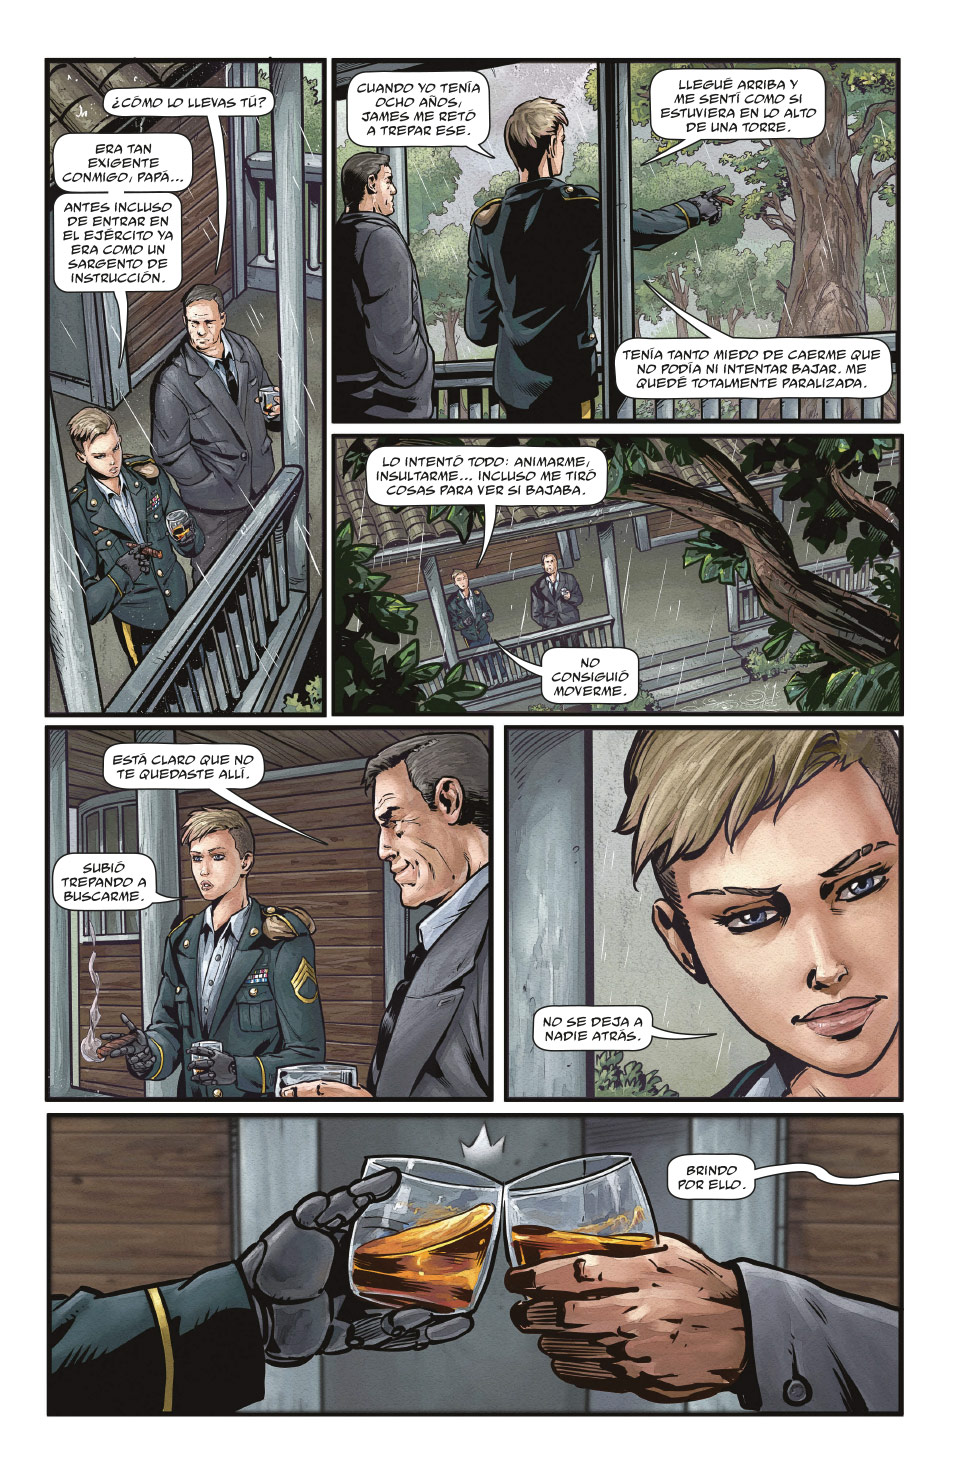 ¿CÓMO LO LLEVAS TÚ?
ERA TAN
EXIGENTE
CONMIGO, PAPÁ...
ANTES INCLUSO
DE ENTRAR EN
EL EJÉRCITO YA
ERA COMO UN
SARGENTO DE
INSTRUCCIÓN.
CUANDO YO TENÍA
OCHO AÑOS,
JAMES ME RETÓ
A TREPAR ESE.
LLEGUÉ ARRIBA Y
ME SENTÍ COMO SI
ESTUVIERA EN LO ALTO
DE UNA TORRE.
TENÍA TANTO MIEDO DE CAERME QUE
NO PODÍA NI INTENTAR BAJAR. ME
QUEDÉ TOTALMENTE PARALIZADA.
LO INTENTÓ TODO: ANIMARME,
INSULTARME... INCLUSO ME TIRÓ
COSAS PARA VER SI BAJABA.
NO
CONSIGUIÓ
MOVERME.
ESTÁ CLARO QUE NO
TE QUEDASTE ALLÍ.
SUBIÓ
TREPANDO A
BUSCARME.
NO SE DEJA A
NADIE ATRÁS.
BRINDO
POR ELLO.